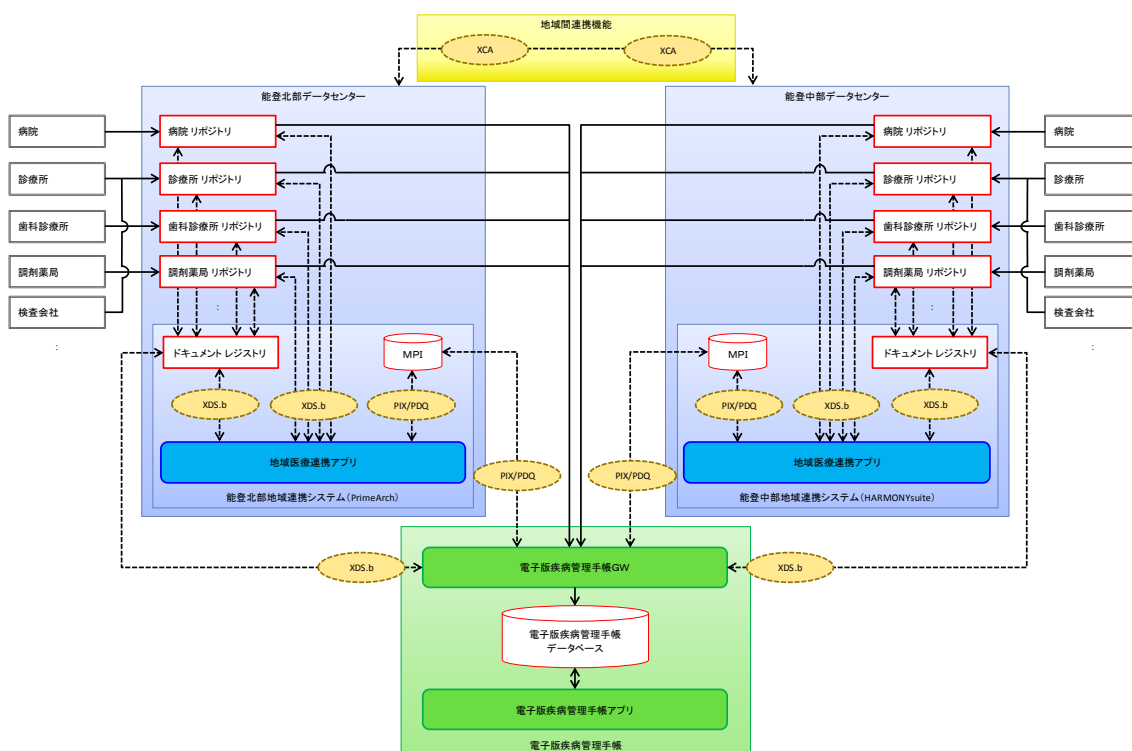 地域間連携機能
XCA
XCA
能登北部データセンター
能登中部データセンター
病院
病院 リポジトリ
病院 リポジトリ
病院
診療所
診療所 リポジトリ
診療所 リポジトリ
診療所
歯科診療所
歯科診療所 リポジトリ
歯科診療所 リポジトリ
歯科診療所
調剤薬局
調剤薬局 リポジトリ
調剤薬局 リポジトリ
調剤薬局
検査会社
:
:
検査会社
:
:
ドキュメント レジストリ
MPI
MPI
ドキュメント レジストリ
XDS.b
XDS.b
PIX/PDQ
PIX/PDQ
XDS.b
XDS.b
地域医療連携アプリ
地域医療連携アプリ
PIX/PDQ
PIX/PDQ
能登北部地域連携システム(PrimeArch)
能登中部地域連携システム(HARMONYsuite)
XDS.b
電子版疾病管理手帳GW
XDS.b
電子版疾病管理手帳
データベース
電子版疾病管理手帳アプリ
電子版疾病管理手帳